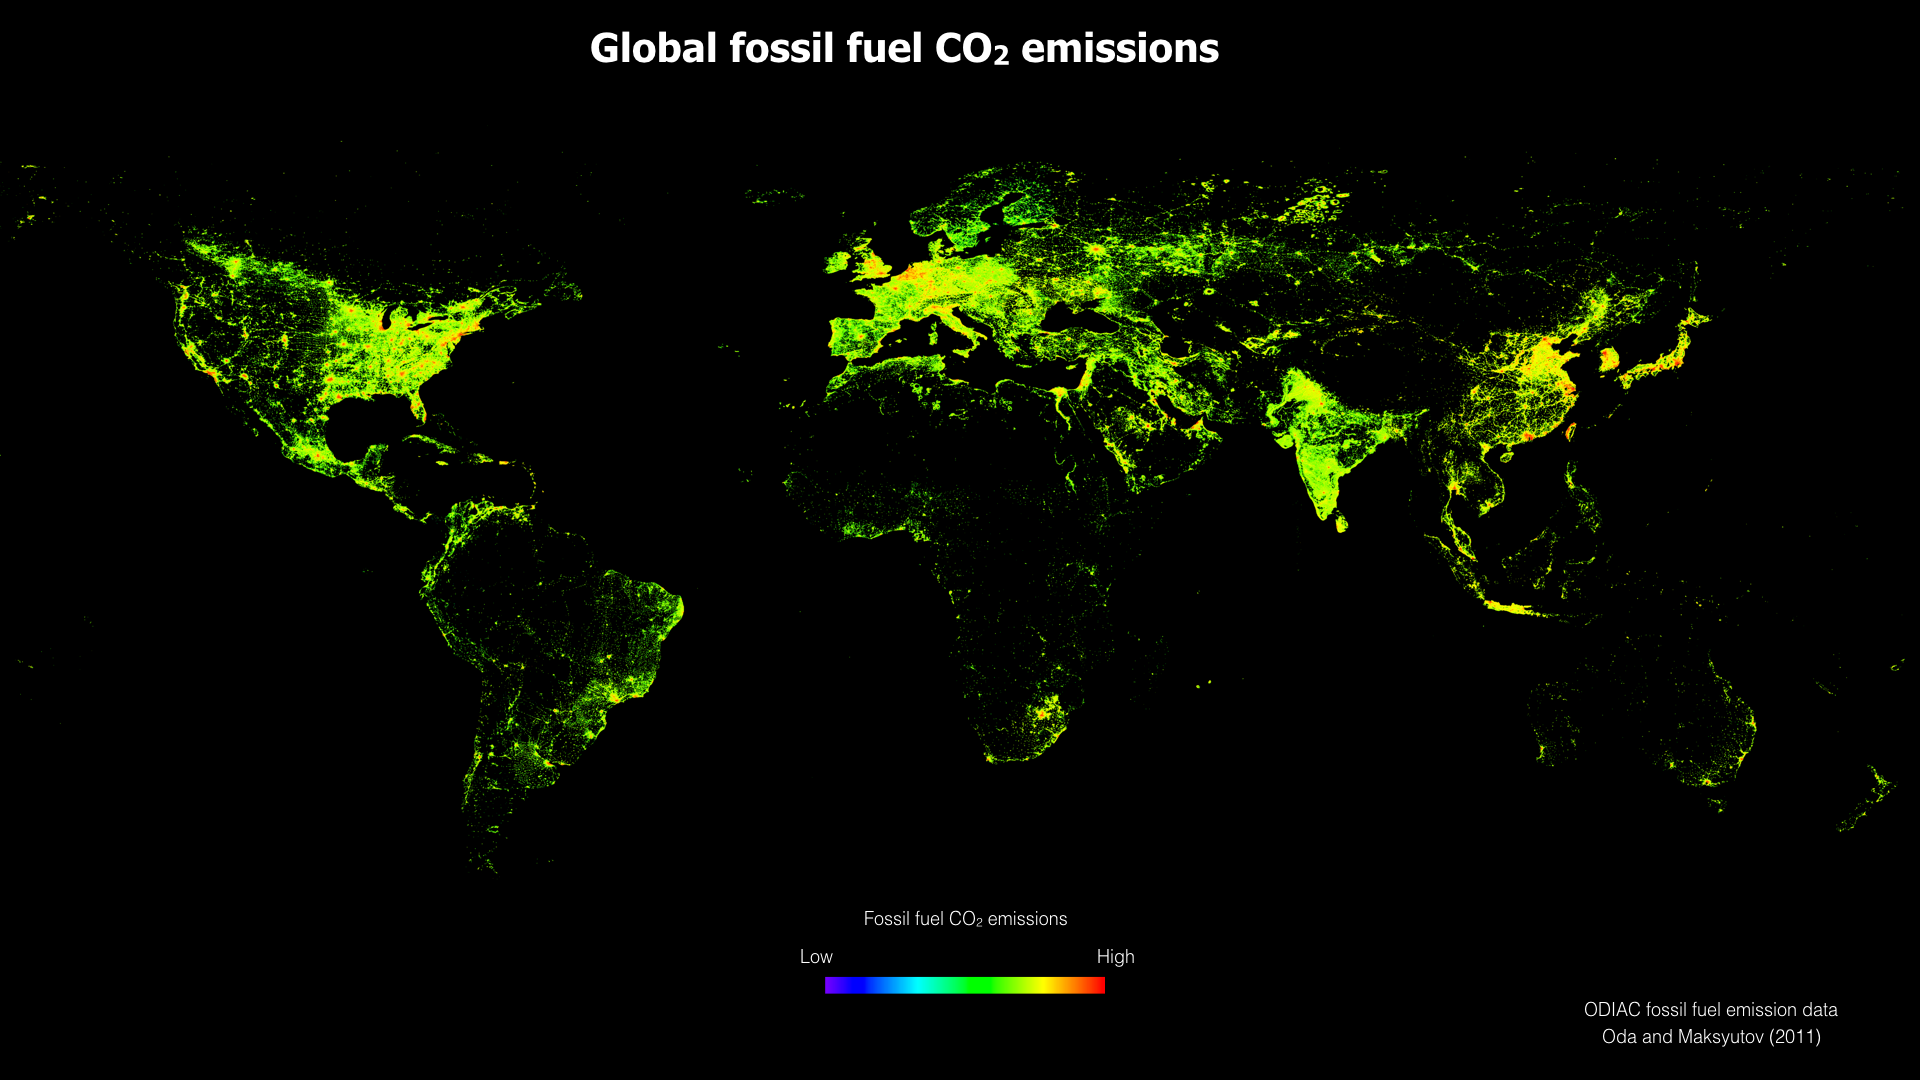 Global fossil fuel CO₂ emissions
Fossil fuel CO₂ emissions
Low High
ODIAC fossil fuel emission data
Oda and Maksyutov (2011)